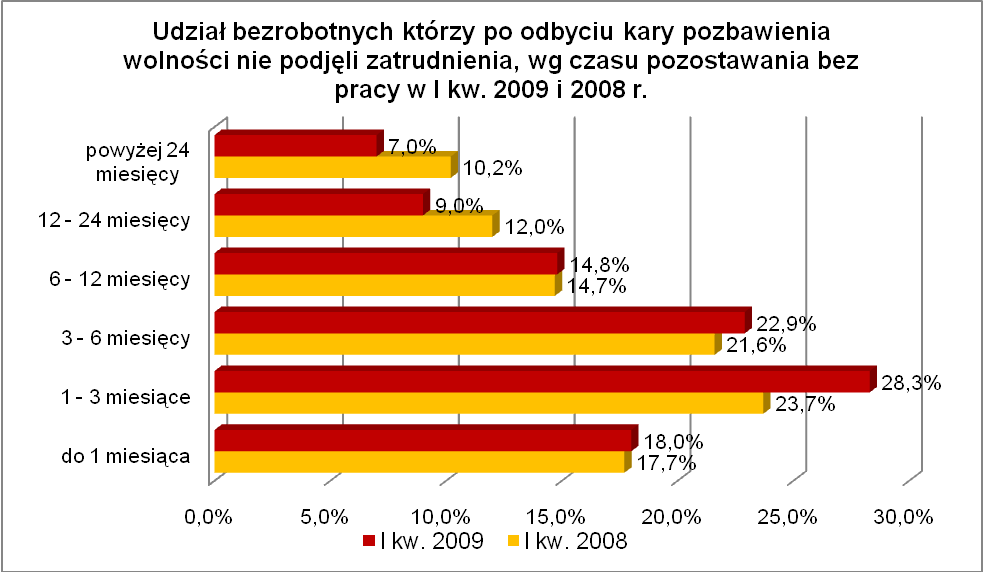 Udział bezrobotnych którzy po odbyciu kary pozbawienia
wolności nie podjęli zatrudnienia, wg czasu pozostawania bez
pracy w I kw. 2009 i 2008 r.
powyżej 24
miesięcy
7,0%
10,2%
12 - 24 miesięcy
9,0%
12,0%
6 - 12 miesięcy
14,8%
14,7%
3 - 6 miesięcy
22,9%
21,6%
1 - 3 miesiące
28,3%
23,7%
do 1 miesiąca
18,0%
17,7%
0,0% 5,0% 10,0% 15,0% 20,0% 25,0% 30,0%
I kw. 2009 I kw. 2008